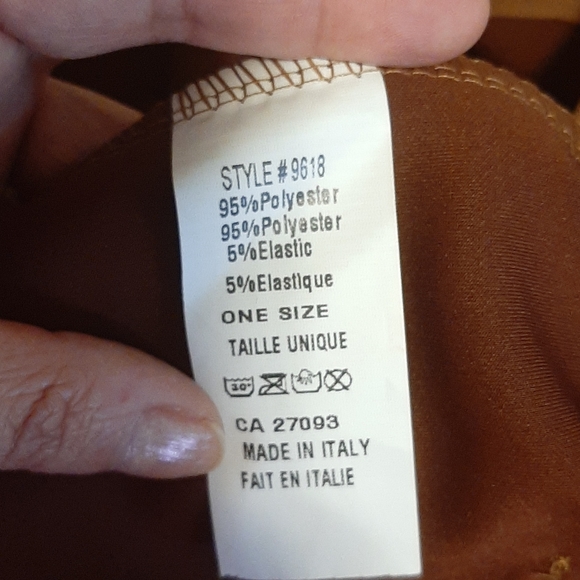 STYLE #9618
95%Polyester
95%Polyester
5%Elastic
5%Elastique
ONE SIZE
TAILLE UNIQUE
30°
CA 27093
MADE IN ITALY
FAIT EN ITALIE